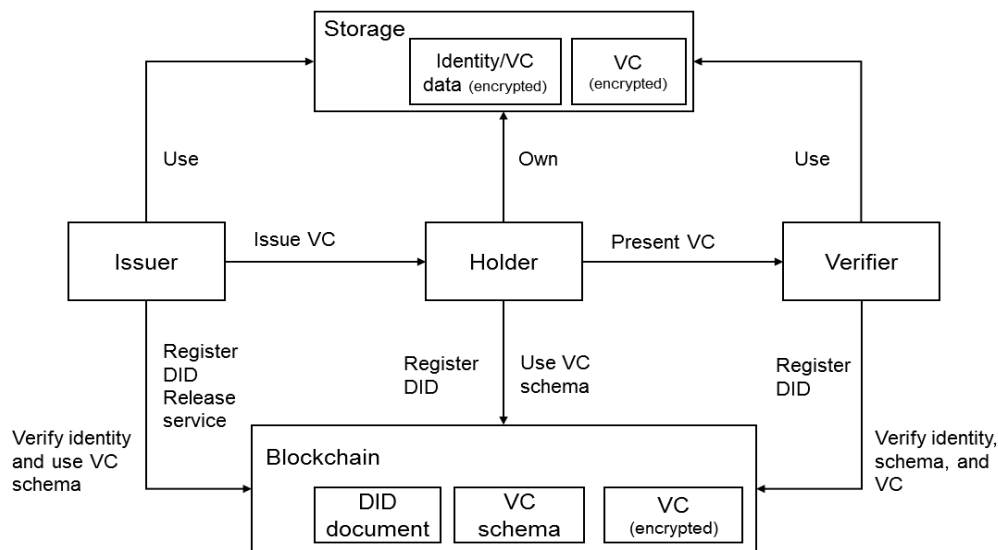 Storage
Identity/VC
data (encrypted)
VC
(encrypted)
Use
Own
Use
Issuer
Issue VC
Holder
Present VC
Verifier
Register
DID
Release
service
Verify identity
and use VC
schema
Register
DID
Use VC
schema
Register
DID
Verify identity,
schema, and
VC
Blockchain
DID
document
VC
schema
VC
(encrypted)